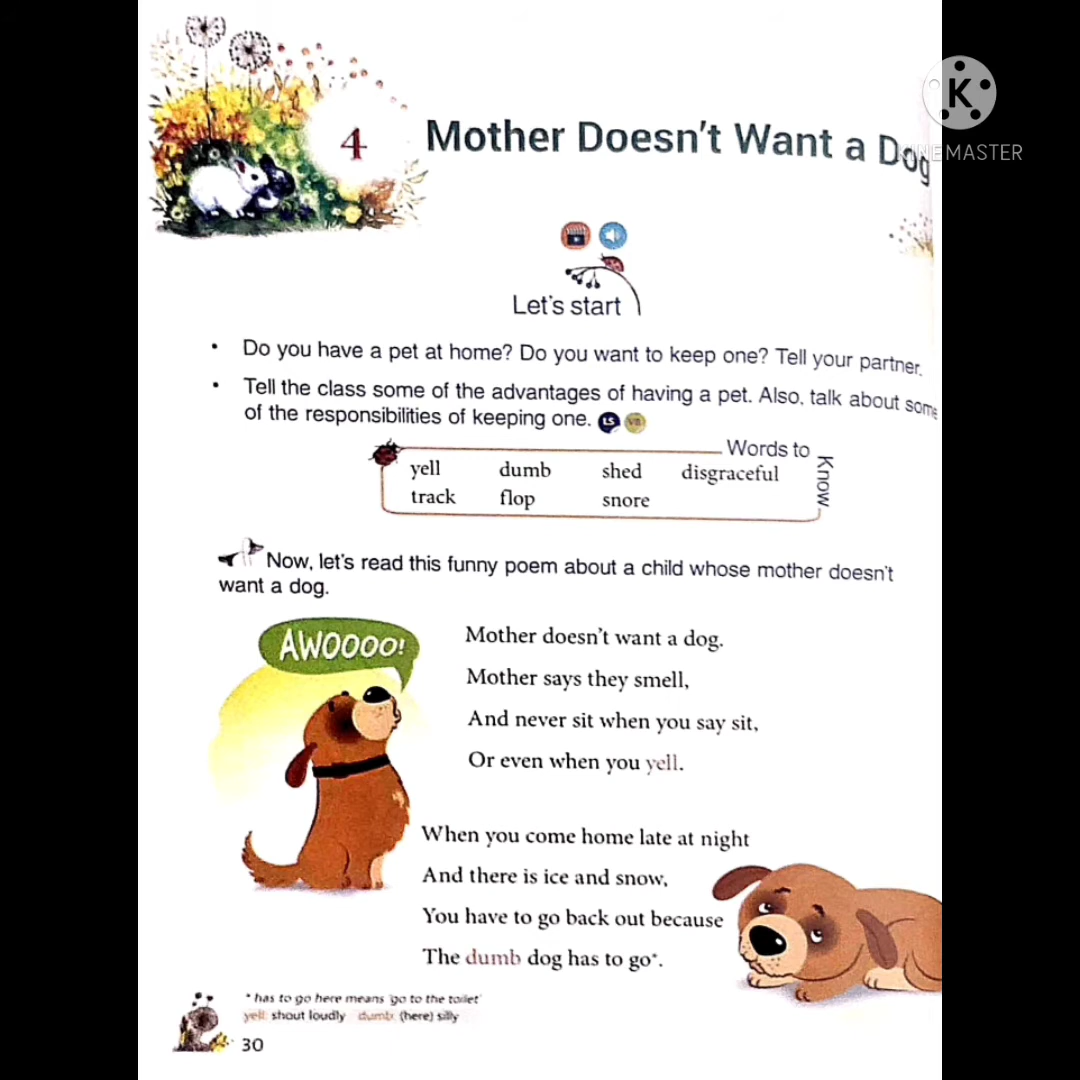 K
KINEMASTER
4
Mother Doesn't Want a Dog
Let's start
• Do you have a pet at home? Do you want to keep one? Tell your partner.
• Tell the class some of the advantages of having a pet. Also, talk about some
of the responsibilities of keeping one. LS VB
Words to Know
yell dumb shed disgraceful
track flop snore
Now, let's read this funny poem about a child whose mother doesn't
want a dog.
AWOOOO!
Mother doesn't want a dog.
Mother says they smell,
And never sit when you say sit,
Or even when you yell.
When you come home late at night
And there is ice and snow,
You have to go back out because
The dumb dog has to go*.
* has to go here means 'go to the toilet'
yell: shout loudly dumb: (here) silly
30